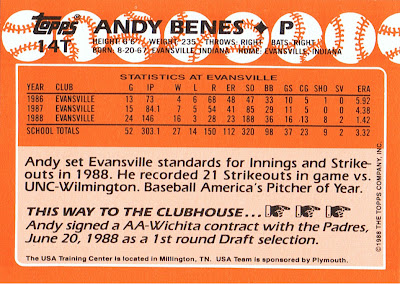 Topps
14T
ANDY BENES ◆ P
HEIGHT: 6'6" WEIGHT: 235 THROWS: RIGHT BATS: RIGHT
BORN: 8-20-67 EVANSVILLE, INDIANA HOME: EVANSVILLE, INDIANA
STATISTICS AT EVANSVILLE
YEAR CLUB G IP W L R ER SO BB GS CG SHO SV ERA
1986 EVANSVILLE 13 73 4 6 68 48 47 33 10 5 1 0 5.92
1987 EVANSVILLE 15 84.1 7 5 54 41 85 29 11 5 0 0 4.38
1988 EVANSVILLE 24 146 16 3 28 23 188 36 16 13 8 2 1.42
SCHOOL TOTALS 52 303.1 27 14 150 112 320 98 37 23 9 2 3.32
Andy set Evansville standards for Innings and Strike-
outs in 1988. He recorded 21 Strikeouts in game vs.
UNC-Wilmington. Baseball America's Pitcher of Year.
THIS WAY TO THE CLUBHOUSE...
Andy signed a AA-Wichita contract with the Padres,
June 20, 1988 as a 1st round Draft selection.
The USA Training Center is located in Millington, TN. USA Team is sponsored by Plymouth.
©1988 THE TOPPS COMPANY, INC.